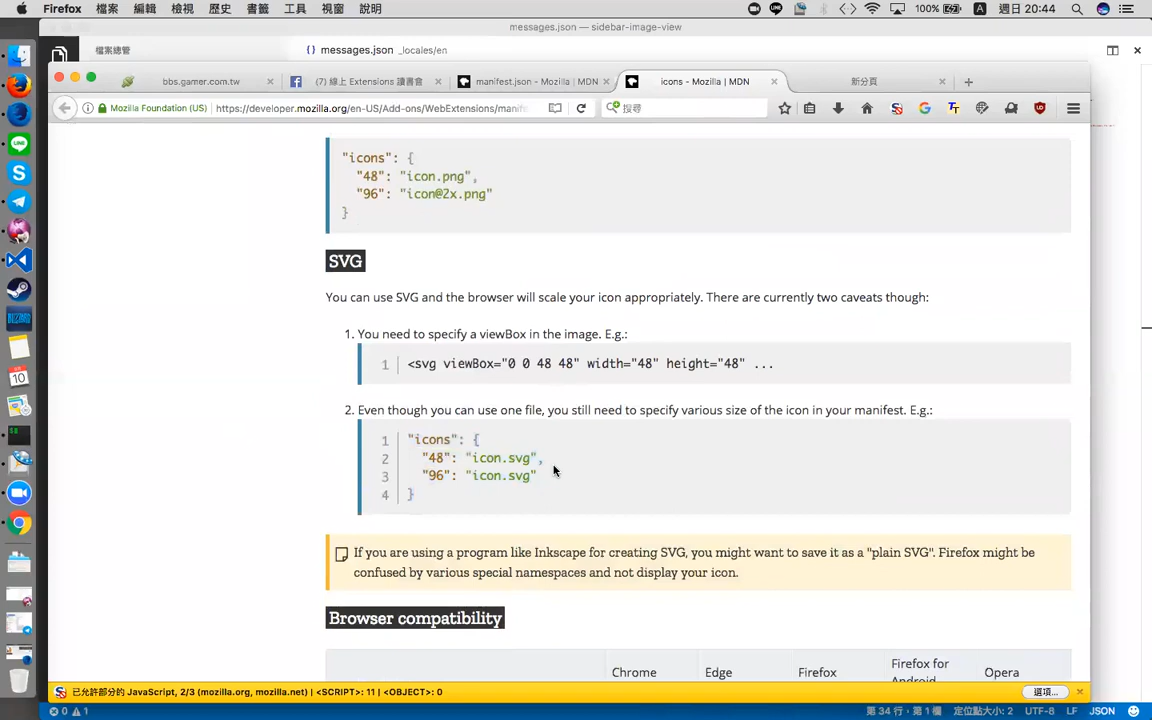 Firefox 檔案 編輯 檢視 歷史 書籤 工具 視窗 說明 100% A 週日 20:44
messages.json — sidebar-image-view
檔案總管 {} messages.json _locales/en
bbs.gamer.com.tw (7) 線上 Extensions 讀書會 manifest.json - Mozilla | MDN icons - Mozilla | MDN 新分頁
Mozilla Foundation (US) https://developer.mozilla.org/en-US/Add-ons/WebExtensions/manif 搜尋
"icons": {
"48": "icon.png",
"96": "icon@2x.png"
}
SVG
You can use SVG and the browser will scale your icon appropriately. There are currently two caveats though:
1. You need to specify a viewBox in the image. E.g.:
1 <svg viewBox="0 0 48 48" width="48" height="48" ...
2. Even though you can use one file, you still need to specify various size of the icon in your manifest. E.g.:
1 "icons": {
2 "48": "icon.svg",
3 "96": "icon.svg"
4 }
If you are using a program like Inkscape for creating SVG, you might want to save it as a "plain SVG". Firefox might be
confused by various special namespaces and not display your icon.
Browser compatibility
Chrome Edge Firefox Firefox for
Android Opera
已允許部分的 JavaScript, 2/3 (mozilla.org, mozilla.net) | <SCRIPT>: 11 | <OBJECT>: 0 選項...
0 1 第 34 行，第 1 欄 定位點大小: 2 UTF-8 LF JSON